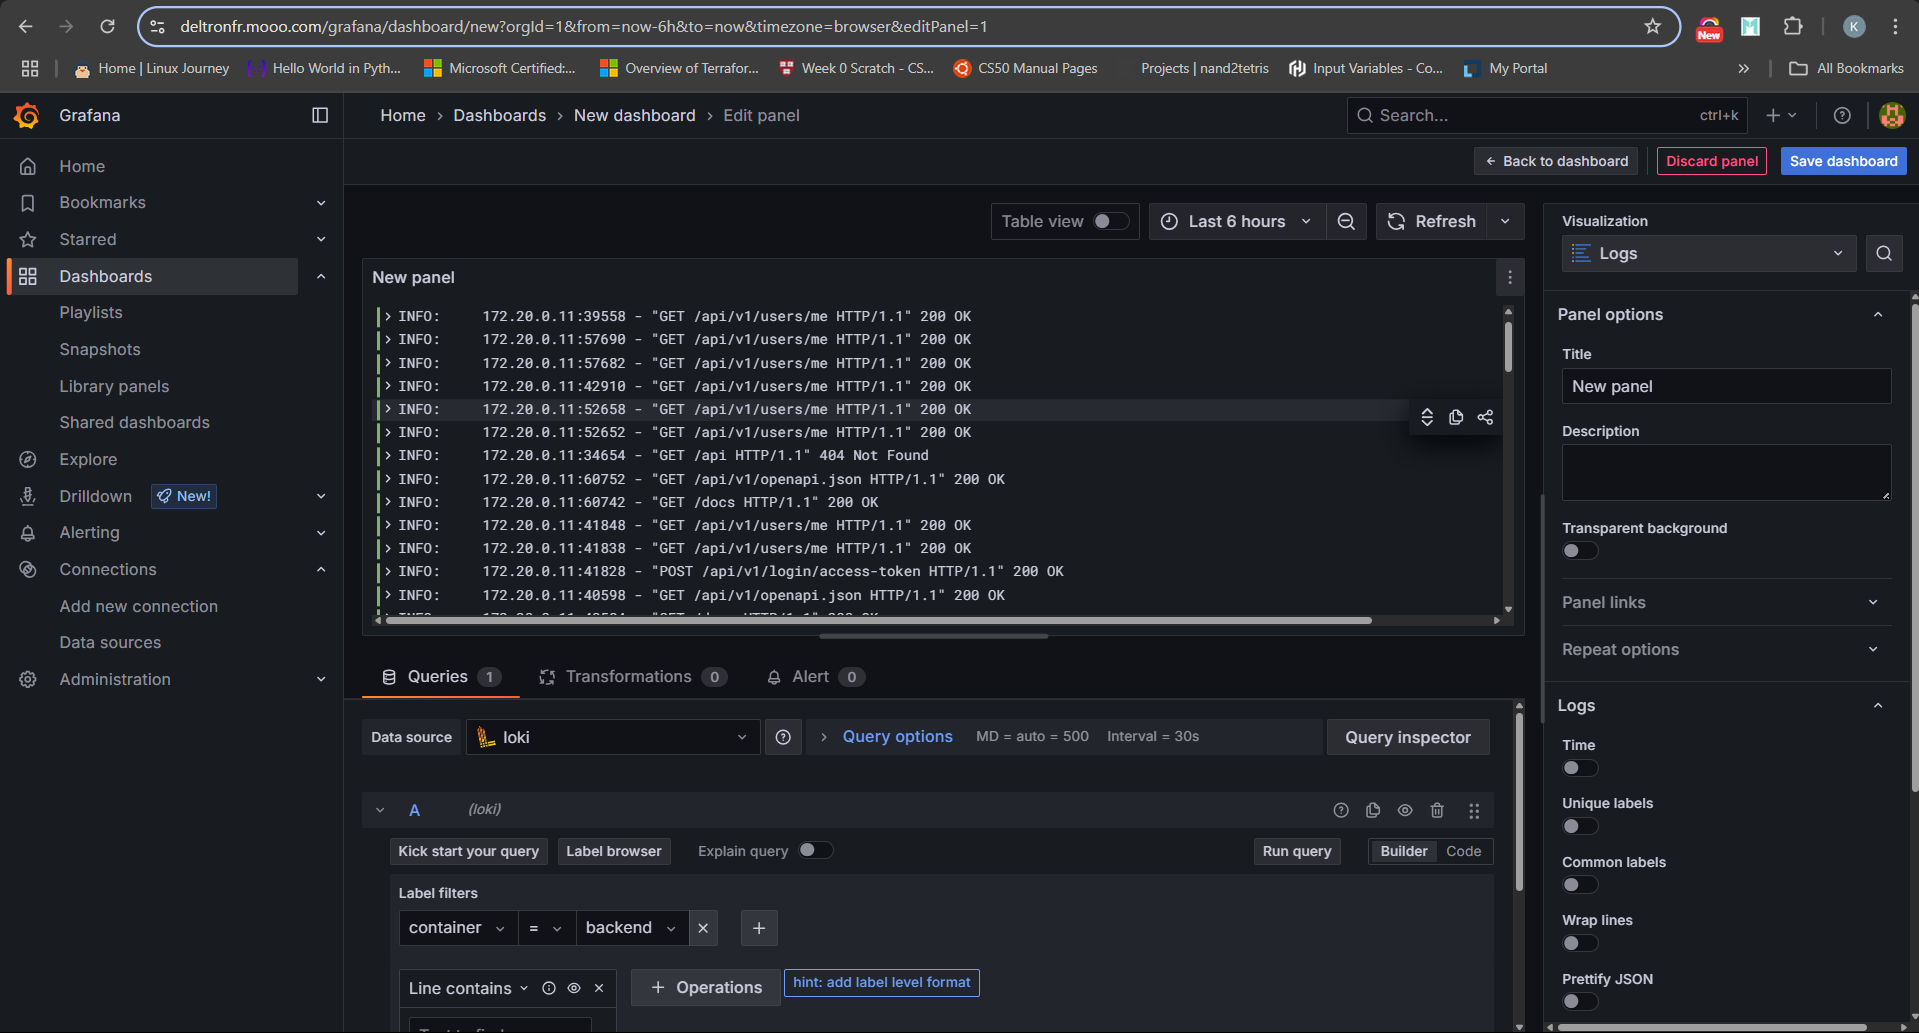 deltronfr.mooo.com/grafana/dashboard/new?orgId=1&from=now-6h&to=now&timezone=browser&editPanel=1
New
K
Home | Linux Journey
Hello World in Pyth...
Microsoft Certified:...
Overview of Terrafor...
Week 0 Scratch - CS...
CS50 Manual Pages
Projects | nand2tetris
Input Variables - Co...
My Portal
»
All Bookmarks
Grafana
Home › Dashboards › New dashboard › Edit panel
Search...
ctrl+k
Back to dashboard
Discard panel
Save dashboard
Home
Bookmarks
Starred
Dashboards
Playlists
Snapshots
Library panels
Shared dashboards
Explore
Drilldown
New!
Alerting
Connections
Add new connection
Data sources
Administration
Table view
Last 6 hours
Refresh
New panel
INFO: 172.20.0.11:39558 - "GET /api/v1/users/me HTTP/1.1" 200 OK
INFO: 172.20.0.11:57690 - "GET /api/v1/users/me HTTP/1.1" 200 OK
INFO: 172.20.0.11:57682 - "GET /api/v1/users/me HTTP/1.1" 200 OK
INFO: 172.20.0.11:42910 - "GET /api/v1/users/me HTTP/1.1" 200 OK
INFO: 172.20.0.11:52658 - "GET /api/v1/users/me HTTP/1.1" 200 OK
INFO: 172.20.0.11:52652 - "GET /api/v1/users/me HTTP/1.1" 200 OK
INFO: 172.20.0.11:34654 - "GET /api HTTP/1.1" 404 Not Found
INFO: 172.20.0.11:60752 - "GET /api/v1/openapi.json HTTP/1.1" 200 OK
INFO: 172.20.0.11:60742 - "GET /docs HTTP/1.1" 200 OK
INFO: 172.20.0.11:41848 - "GET /api/v1/users/me HTTP/1.1" 200 OK
INFO: 172.20.0.11:41838 - "GET /api/v1/users/me HTTP/1.1" 200 OK
INFO: 172.20.0.11:41828 - "POST /api/v1/login/access-token HTTP/1.1" 200 OK
INFO: 172.20.0.11:40598 - "GET /api/v1/openapi.json HTTP/1.1" 200 OK
Queries 1
Transformations 0
Alert 0
Data source
loki
Query options
MD = auto = 500
Interval = 30s
Query inspector
A
(loki)
Kick start your query
Label browser
Explain query
Run query
Builder
Code
Label filters
container
=
backend
Line contains
+ Operations
hint: add label level format
Visualization
Logs
Panel options
Title
New panel
Description
Transparent background
Panel links
Repeat options
Logs
Time
Unique labels
Common labels
Wrap lines
Prettify JSON